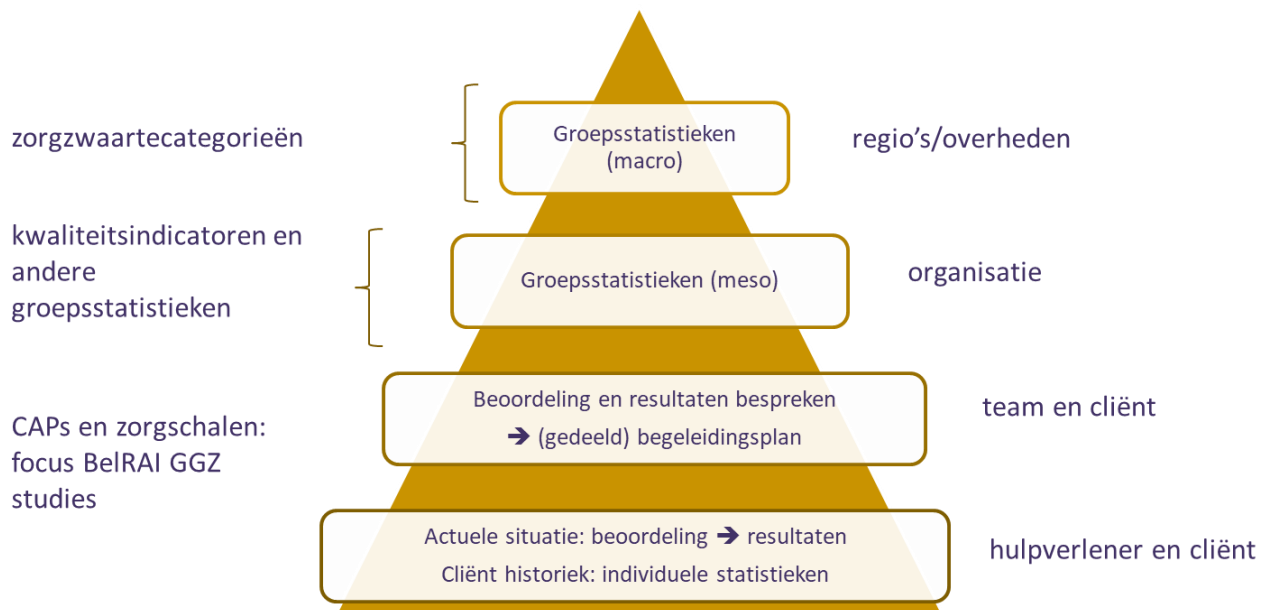 zorgzwaartecategorieën
Groepsstatistieken
(macro)
regio's/overheden
kwaliteitsindicatoren en
andere
groepsstatistieken
Groepsstatistieken (meso)
organisatie
CAPs en zorgschalen:
focus BelRAI GGZ
studies
Beoordeling en resultaten bespreken
➔ (gedeeld) begeleidingsplan
team en cliënt
Actuele situatie: beoordeling ➔ resultaten
Cliënt historiek: individuele statistieken
hulpverlener en cliënt